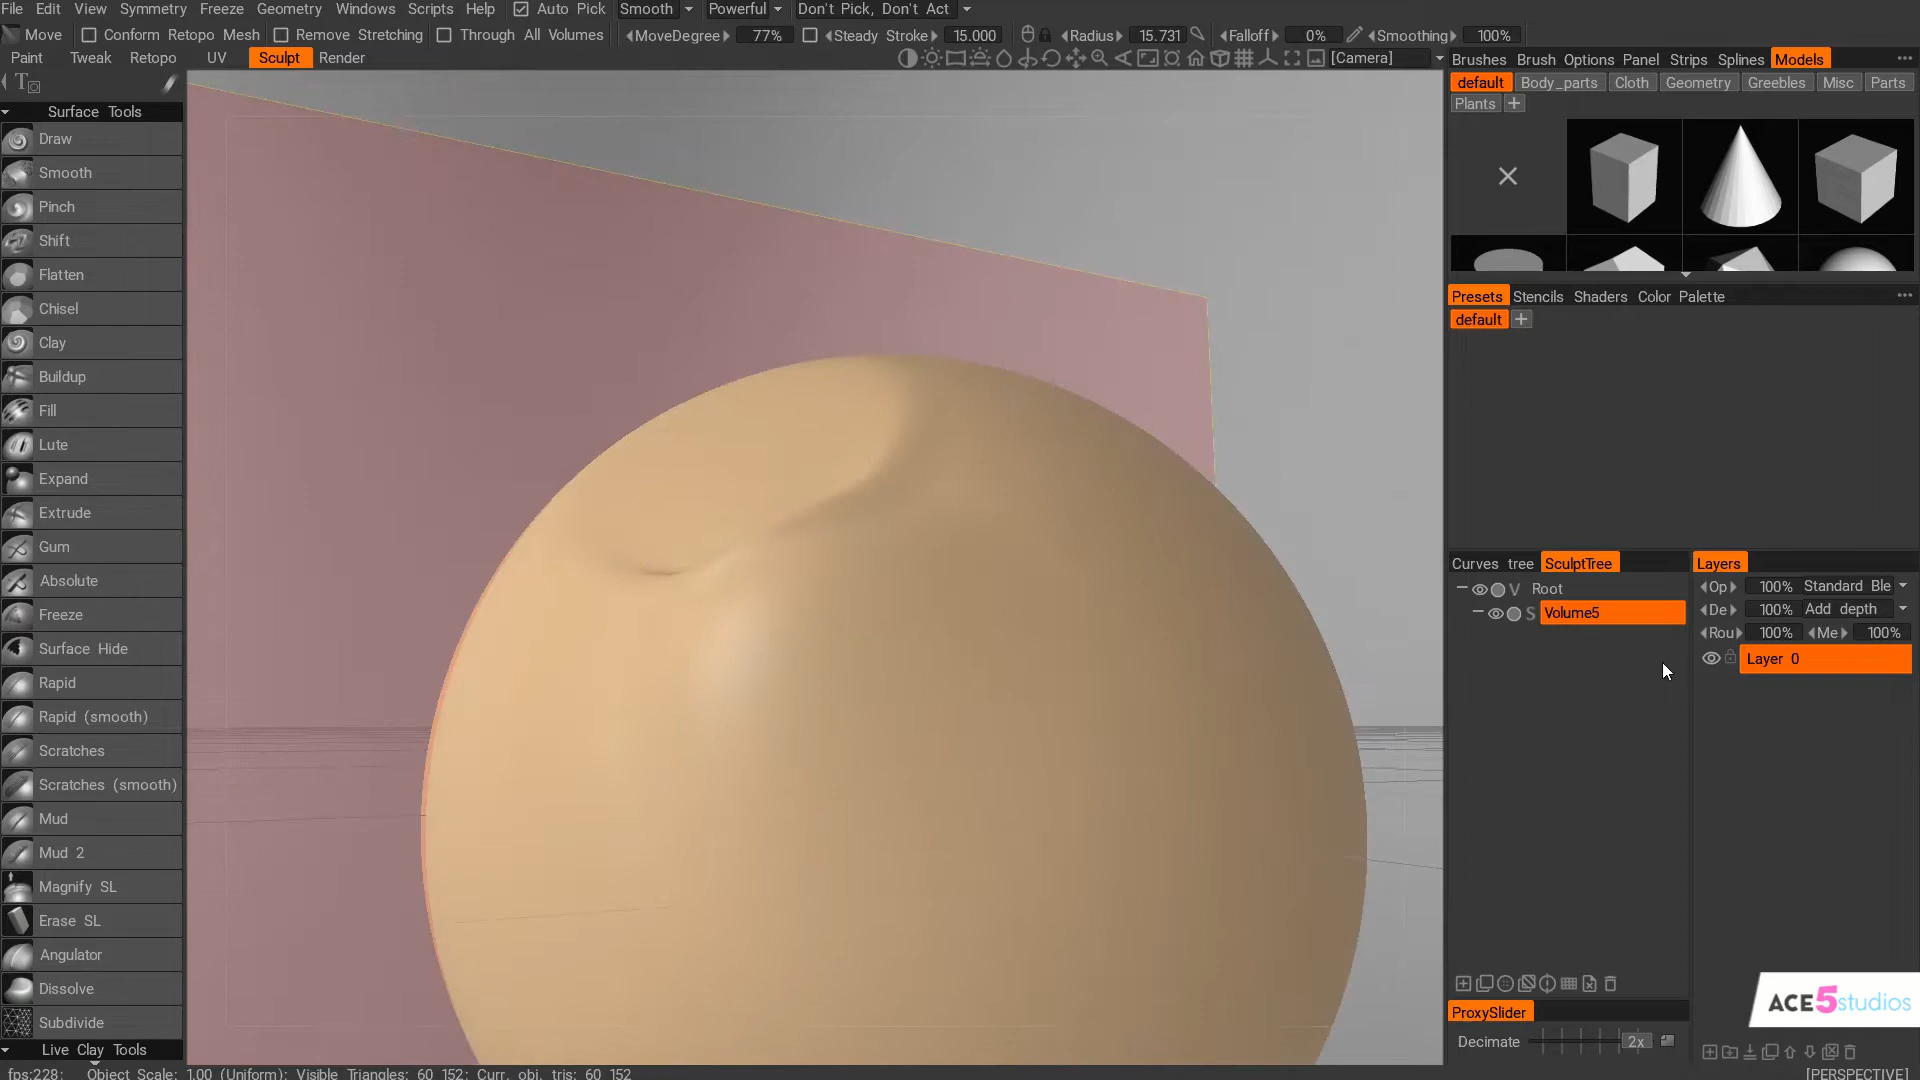 File Edit View Symmetry Freeze Geometry Windows Scripts Help Auto Pick Smooth Powerful Don't Pick, Don't Act
Move Conform Retopo Mesh Remove Stretching Through All Volumes MoveDegree 77% Steady Stroke 15.000 Radius 15.731 Falloff 0% Smoothing 100%
Paint Tweak Retopo UV Sculpt Render [Camera]
Brushes Brush Options Panel Strips Splines Models
default Body_parts Cloth Geometry Greebles Misc Parts
Plants
Surface Tools
Draw
Smooth
Pinch
Shift
Flatten
Chisel
Clay
Buildup
Fill
Lute
Expand
Extrude
Gum
Absolute
Freeze
Surface Hide
Rapid
Rapid (smooth)
Scratches
Scratches (smooth)
Mud
Mud 2
Magnify SL
Erase SL
Angulator
Dissolve
Subdivide
Live Clay Tools
Presets Stencils Shaders Color Palette
default
Curves tree SculptTree
V Root
S Volume5
Layers
Op 100% Standard Ble
De 100% Add depth
Rou 100% Me 100%
Layer 0
ProxySlider
Decimate 2x
ACE5studios
fps:228; Object Scale: 1.00 (Uniform); Visible Triangles: 60 152; Curr. obj. tris: 60 152
[PERSPECTIVE]